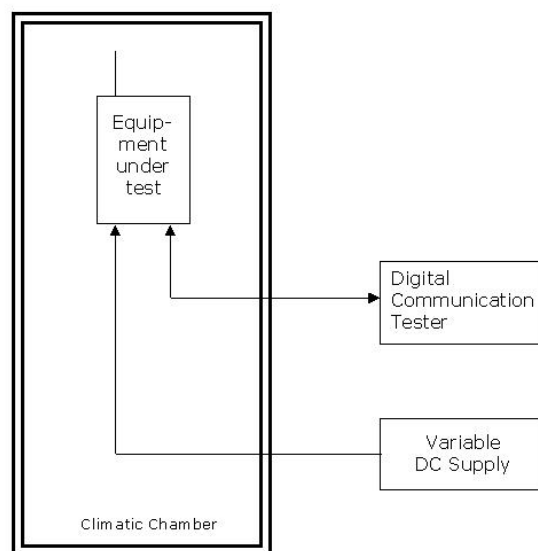 Equip-
ment
under
test
Digital
Communication
Tester
Variable
DC Supply
Climatic Chamber